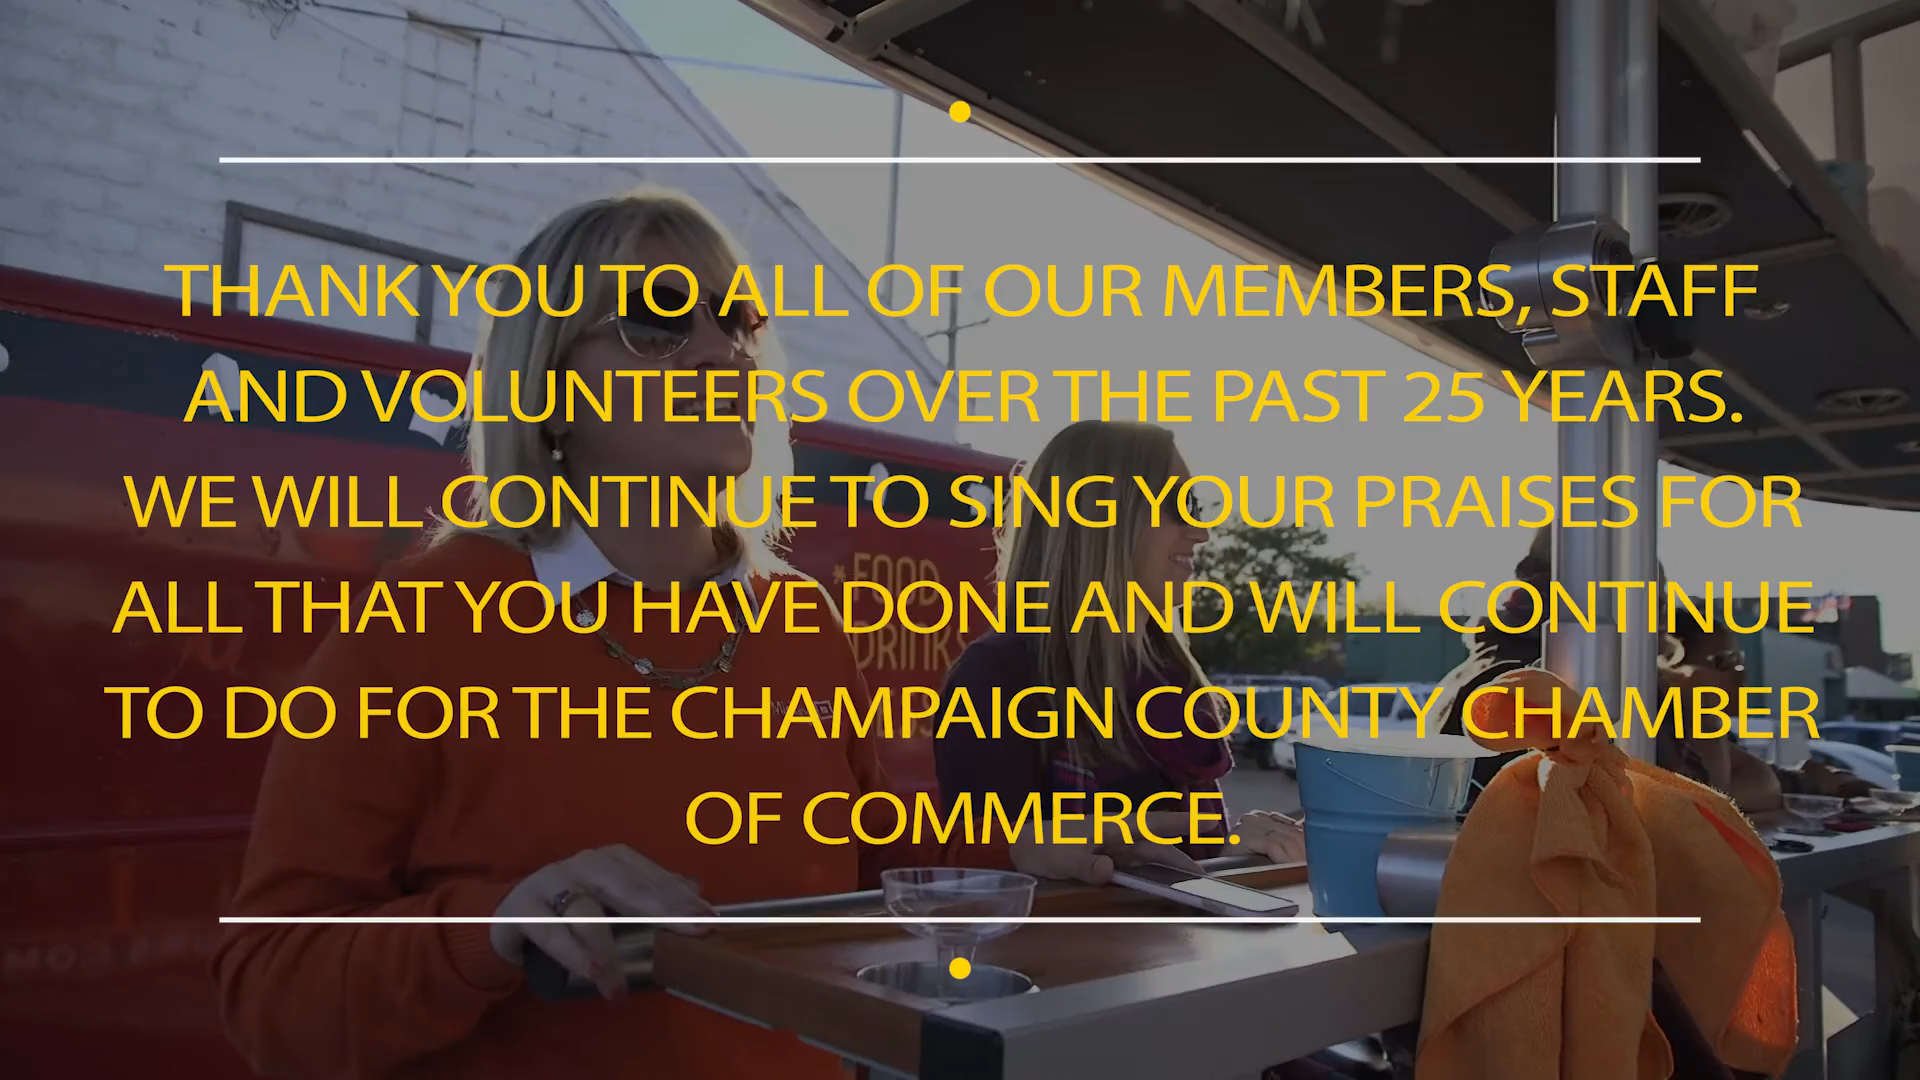 THANK YOU TO ALL OF OUR MEMBERS, STAFF
AND VOLUNTEERS OVER THE PAST 25 YEARS.
WE WILL CONTINUE TO SING YOUR PRAISES FOR
ALL THAT YOU HAVE DONE AND WILL CONTINUE
TO DO FOR THE CHAMPAIGN COUNTY CHAMBER
OF COMMERCE.
*FOOD
DRINKS